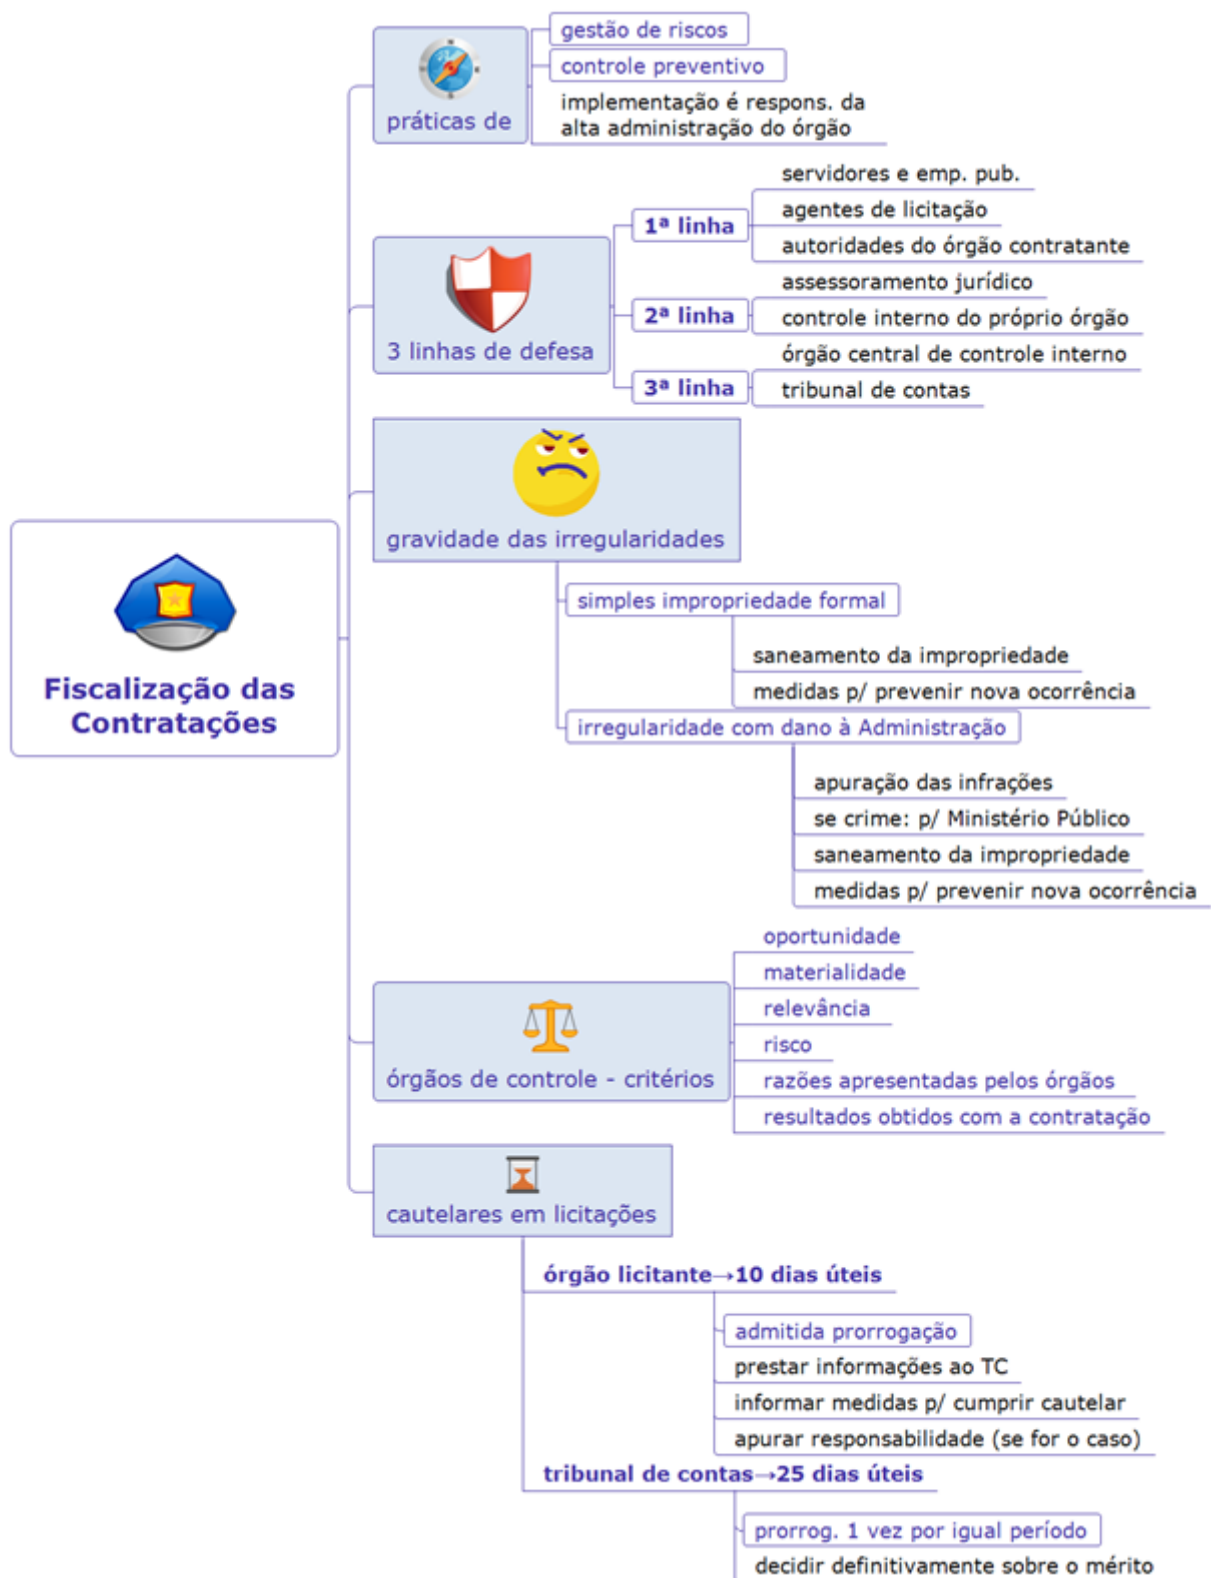 gestão de riscos
controle preventivo
implementação é respons. da
alta administração do órgão
práticas de
servidores e emp. pub.
1ª linha
agentes de licitação
autoridades do órgão contratante
assessoramento jurídico
2ª linha
controle interno do próprio órgão
3 linhas de defesa
órgão central de controle interno
3ª linha
tribunal de contas
gravidade das irregularidades
simples impropriedade formal
saneamento da impropriedade
medidas p/ prevenir nova ocorrência
irregularidade com dano à Administração
apuração das infrações
se crime: p/ Ministério Público
saneamento da impropriedade
medidas p/ prevenir nova ocorrência
Fiscalização das
Contratações
oportunidade
materialidade
relevância
risco
órgãos de controle - critérios
razões apresentadas pelos órgãos
resultados obtidos com a contratação
cautelares em licitações
órgão licitante→10 dias úteis
admitida prorrogação
prestar informações ao TC
informar medidas p/ cumprir cautelar
apurar responsabilidade (se for o caso)
tribunal de contas→25 dias úteis
prorrog. 1 vez por igual período
decidir definitivamente sobre o mérito